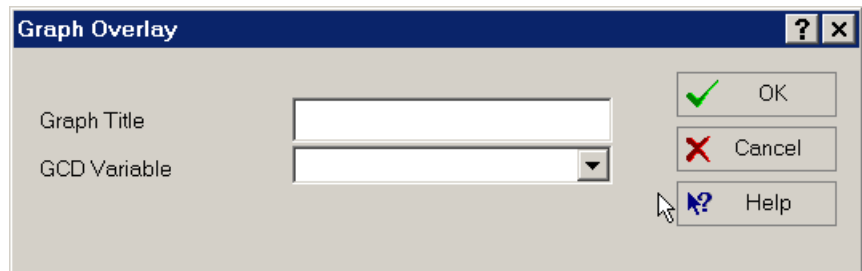 Graph Overlay
Graph Title
GCD Variable
OK
Cancel
Help